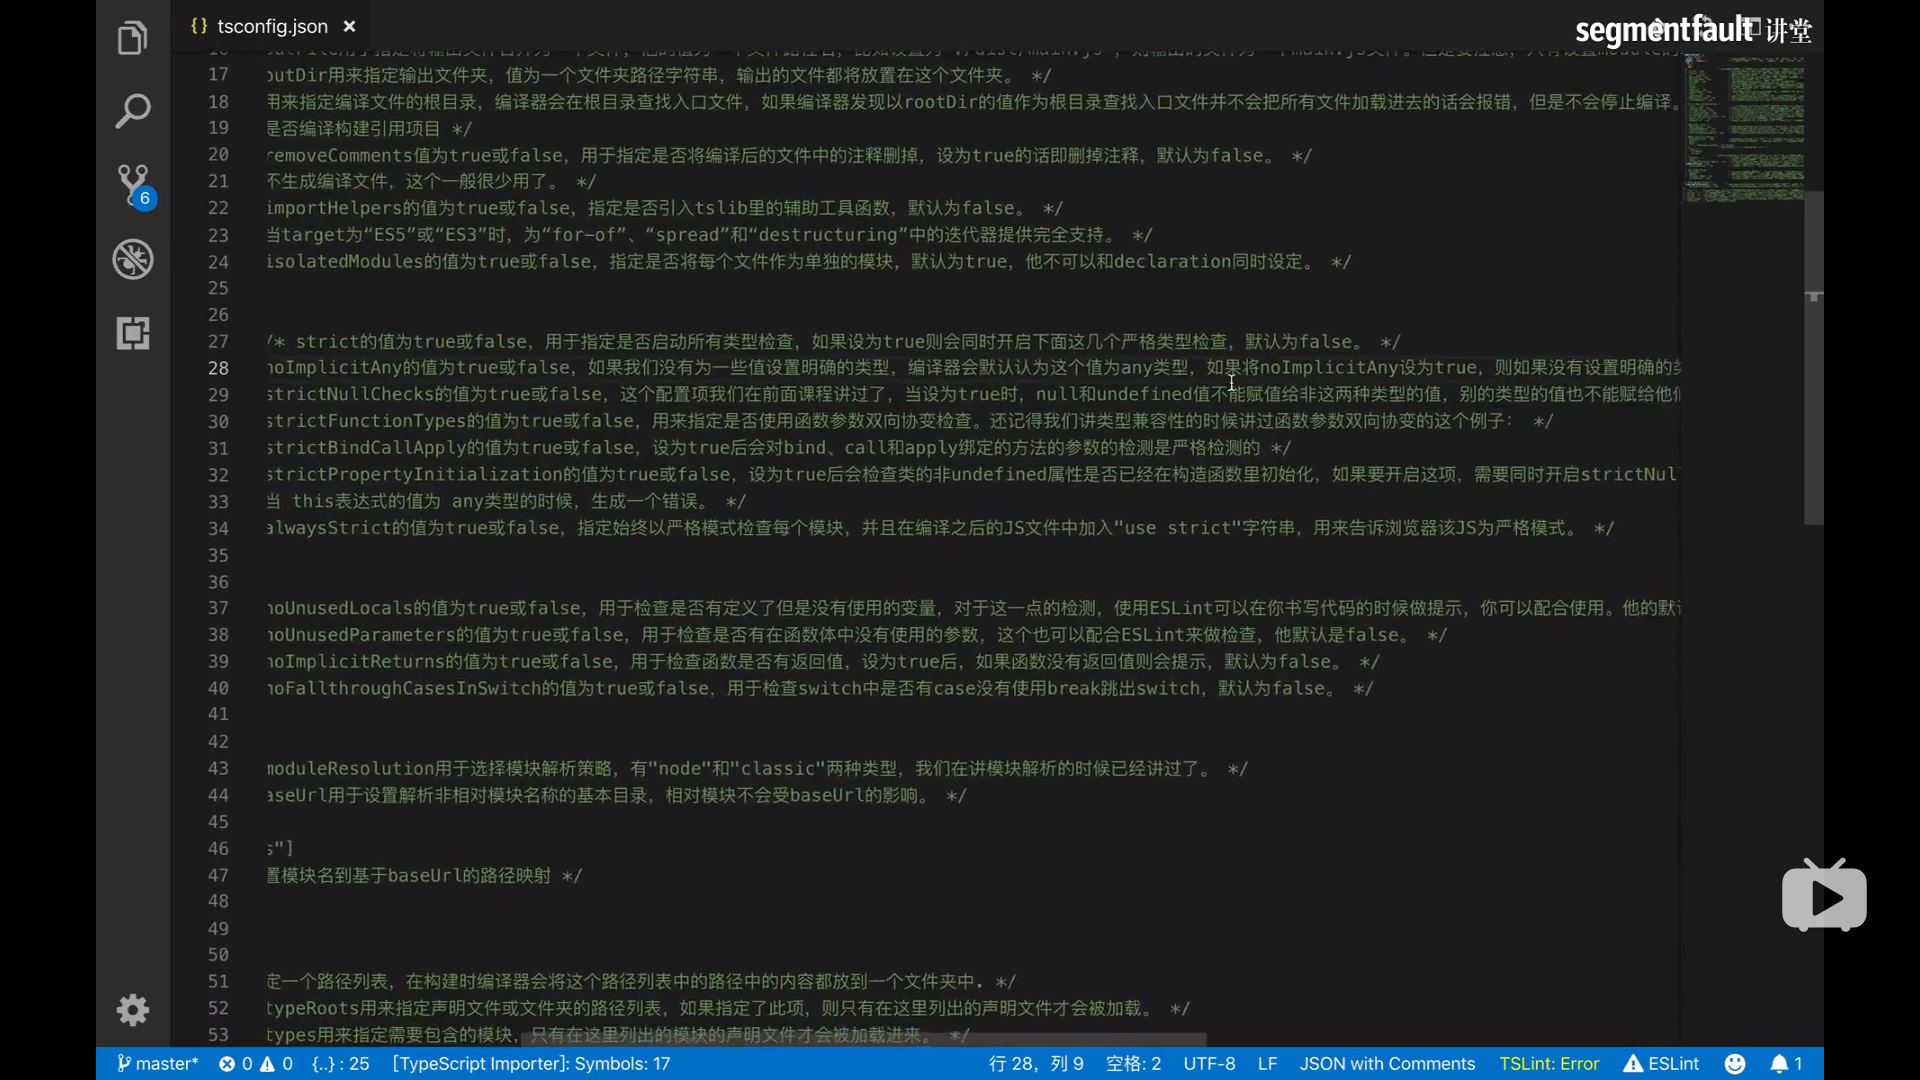 {} tsconfig.json ×
segmentfault 讲堂
17 outDir用来指定输出文件夹，值为一个文件夹路径字符串，输出的文件都将放置在这个文件夹。 */
18 用来指定编译文件的根目录，编译器会在根目录查找入口文件，如果编译器发现以rootDir的值作为根目录查找入口文件并不会把所有文件加载进去的话会报错，但是不会停止编译。
19 是否编译构建引用项目 */
20 removeComments值为true或false，用于指定是否将编译后的文件中的注释删掉，设为true的话即删掉注释，默认为false。 */
21 不生成编译文件，这个一般很少用了。 */
22 importHelpers的值为true或false，指定是否引入tslib里的辅助工具函数，默认为false。 */
23 当target为“ES5”或“ES3”时，为“for-of”、“spread”和“destructuring”中的迭代器提供完全支持。 */
24 isolatedModules的值为true或false，指定是否将每个文件作为单独的模块，默认为true，他不可以和declaration同时设定。 */
25
26
27 /* strict的值为true或false，用于指定是否启动所有类型检查，如果设为true则会同时开启下面这几个严格类型检查，默认为false。 */
28 noImplicitAny的值为true或false，如果我们没有为一些值设置明确的类型，编译器会默认认为这个值为any类型，如果将noImplicitAny设为true，则如果没有设置明确的类
29 strictNullChecks的值为true或false，这个配置项我们在前面课程讲过了，当设为true时，null和undefined值不能赋值给非这两种类型的值，别的类型的值也不能赋给他们
30 strictFunctionTypes的值为true或false，用来指定是否使用函数参数双向协变检查。还记得我们讲类型兼容性的时候讲过函数参数双向协变的这个例子： */
31 strictBindCallApply的值为true或false，设为true后会对bind、call和apply绑定的方法的参数的检测是严格检测的 */
32 strictPropertyInitialization的值为true或false，设为true后会检查类的非undefined属性是否已经在构造函数里初始化，如果要开启这项，需要同时开启strictNul
33 当 this表达式的值为 any类型的时候，生成一个错误。 */
34 alwaysStrict的值为true或false，指定始终以严格模式检查每个模块，并且在编译之后的JS文件中加入"use strict"字符串，用来告诉浏览器该JS为严格模式。 */
35
36
37 noUnusedLocals的值为true或false，用于检查是否有定义了但是没有使用的变量，对于这一点的检测，使用ESLint可以在你书写代码的时候做提示，你可以配合使用。他的默认
38 noUnusedParameters的值为true或false，用于检查是否有在函数体中没有使用的参数，这个也可以配合ESLint来做检查，他默认是false。 */
39 noImplicitReturns的值为true或false，用于检查函数是否有返回值，设为true后，如果函数没有返回值则会提示，默认为false。 */
40 noFallthroughCasesInSwitch的值为true或false，用于检查switch中是否有case没有使用break跳出switch，默认为false。 */
41
42
43 moduleResolution用于选择模块解析策略，有"node"和"classic"两种类型，我们在讲模块解析的时候已经讲过了。 */
44 aseUrl用于设置解析非相对模块名称的基本目录，相对模块不会受baseUrl的影响。 */
45
46 s"]
47 置模块名到基于baseUrl的路径映射 */
48
49
50
51 定一个路径列表，在构建时编译器会将这个路径列表中的路径中的内容都放到一个文件夹中. */
52 typeRoots用来指定声明文件或文件夹的路径列表，如果指定了此项，则只有在这里列出的声明文件才会被加载。 */
53 types用来指定需要包含的模块，只有在这里列出的模块的声明文件才会被加载进来。 */
6
master* 0 0 {..} : 25 [TypeScript Importer]: Symbols: 17 行 28，列 9 空格: 2 UTF-8 LF JSON with Comments TSLint: Error ESLint 1